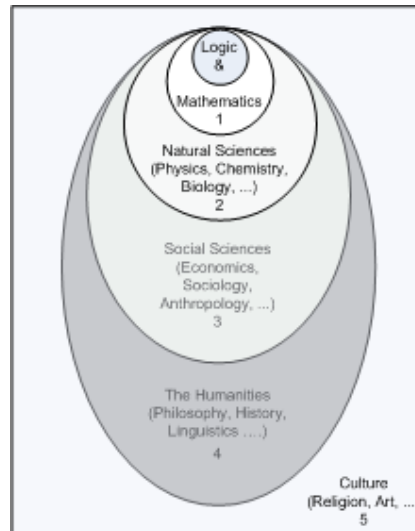 Logic
&
Mathematics
1
Natural Sciences
(Physics, Chemistry,
Biology, ...)
2
Social Sciences
(Economics,
Sociology,
Anthropology, ...)
3
The Humanities
(Philosophy, History,
Linguistics ....)
4
Culture
(Religion, Art, ...
5